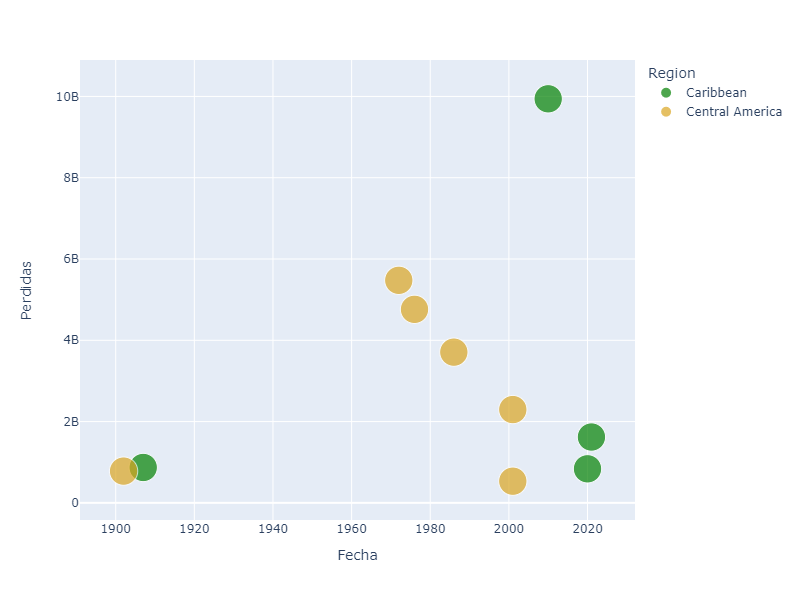 Region
Caribbean
Central America
10B
8B
6B
4B
2B
0
Perdidas
1900 1920 1940 1960 1980 2000 2020
Fecha